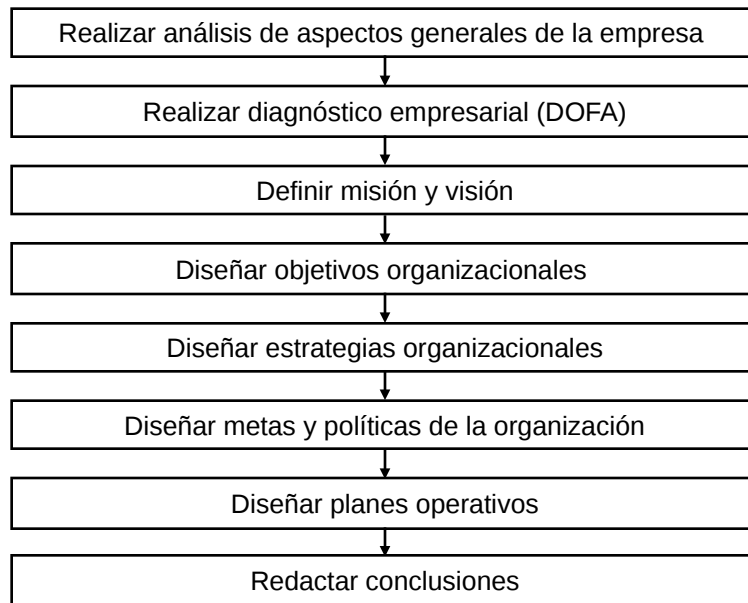 Realizar análisis de aspectos generales de la empresa
Realizar diagnóstico empresarial (DOFA)
Definir misión y visión
Diseñar objetivos organizacionales
Diseñar estrategias organizacionales
Diseñar metas y políticas de la organización
Diseñar planes operativos
Redactar conclusiones